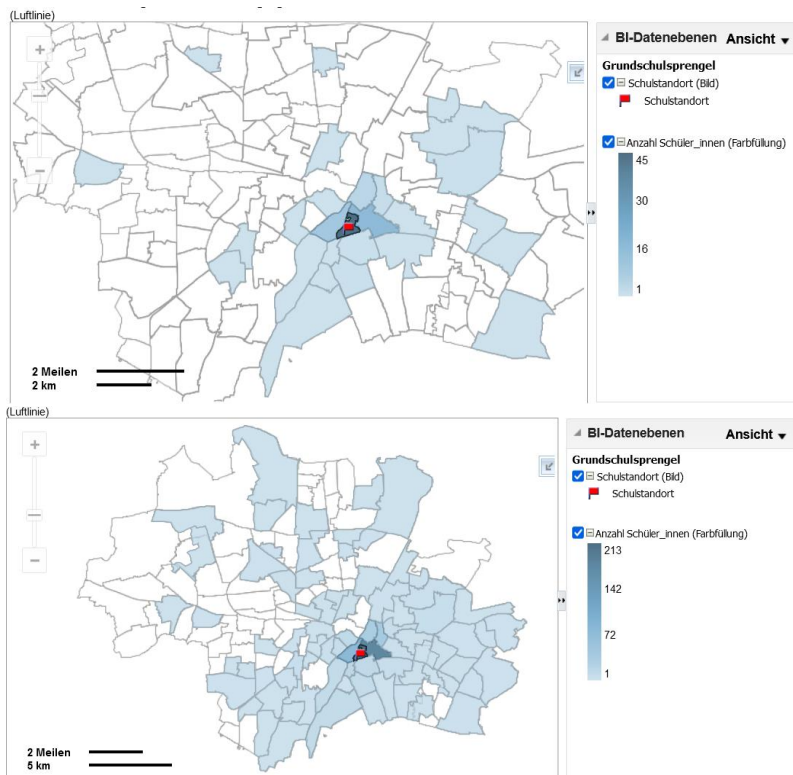 (Luftlinie)
BI-Datenebenen Ansicht
Grundschulsprengel
Schulstandort (Bild)
Schulstandort
Anzahl Schüler_innen (Farbfüllung)
45
30
16
1
2 Meilen
2 km
(Luftlinie)
BI-Datenebenen Ansicht
Grundschulsprengel
Schulstandort (Bild)
Schulstandort
Anzahl Schüler_innen (Farbfüllung)
213
142
72
1
2 Meilen
5 km